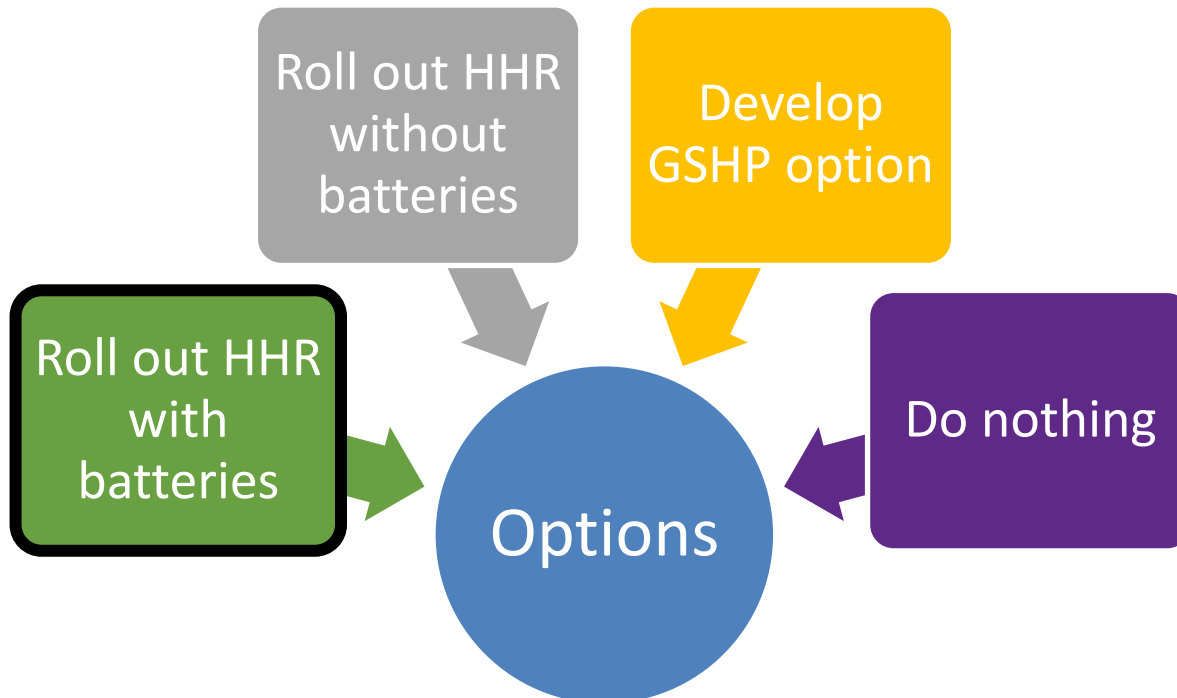 Roll out HHR
without
batteries
Develop
GSHP option
Roll out HHR
with
batteries
Do nothing
Options